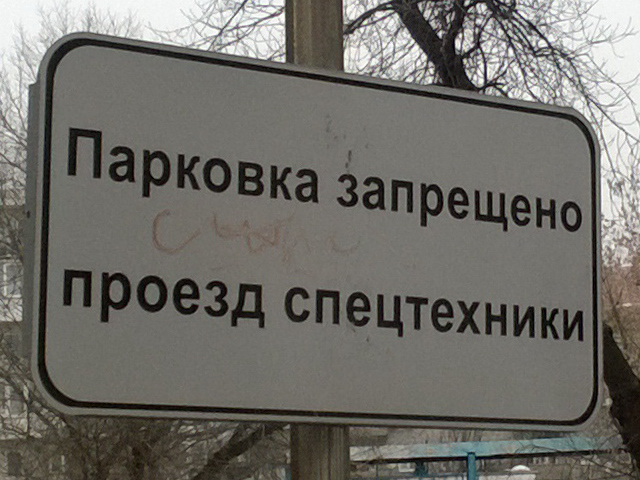 Парковка запрещено
проезд спецтехники